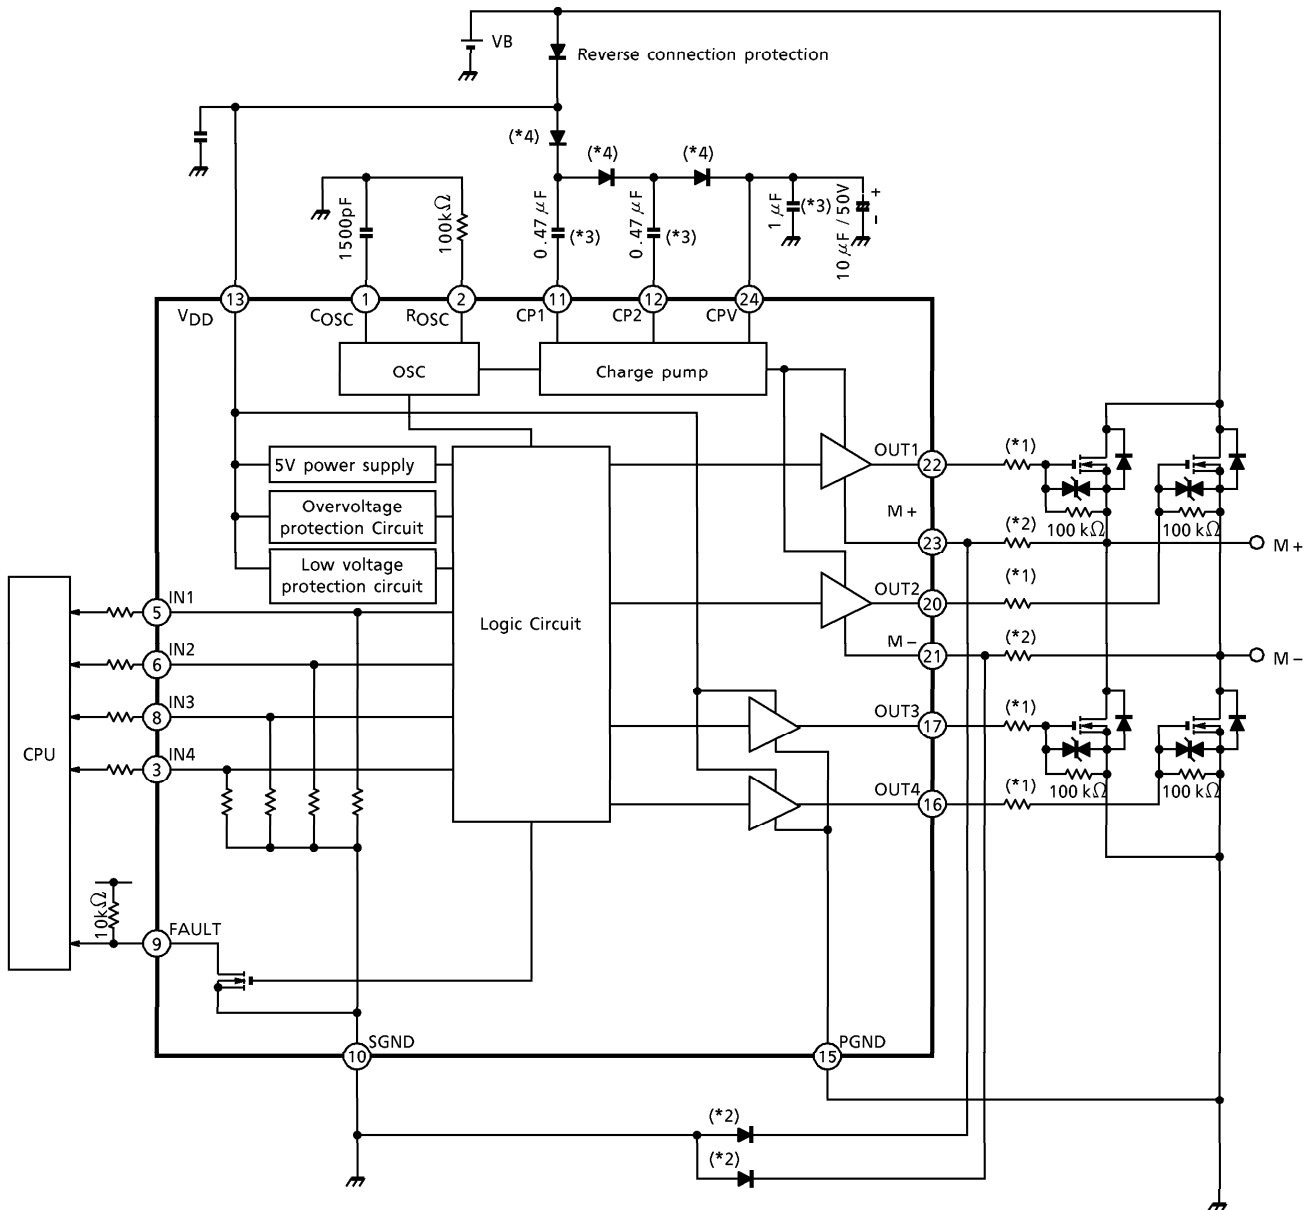 VB
Reverse connection protection
(*4)
(*4)
(*4)
1500pF
100kΩ
0.47 μF
(*3)
0.47 μF
(*3)
1 μF
(*3)
10 μF / 50V
+
-
13
1
2
11
12
24
VDD
COSC
ROSC
CP1
CP2
CPV
OSC
Charge pump
5V power supply
Overvoltage
protection Circuit
Low voltage
protection circuit
Logic Circuit
OUT1
22
(*1)
100 kΩ
100 kΩ
M+
23
(*2)
M+
OUT2
20
(*1)
M-
21
(*2)
M-
OUT3
17
(*1)
100 kΩ
100 kΩ
OUT4
16
(*1)
CPU
IN1
5
IN2
6
IN3
8
IN4
3
10kΩ
FAULT
9
SGND
10
PGND
15
(*2)
(*2)